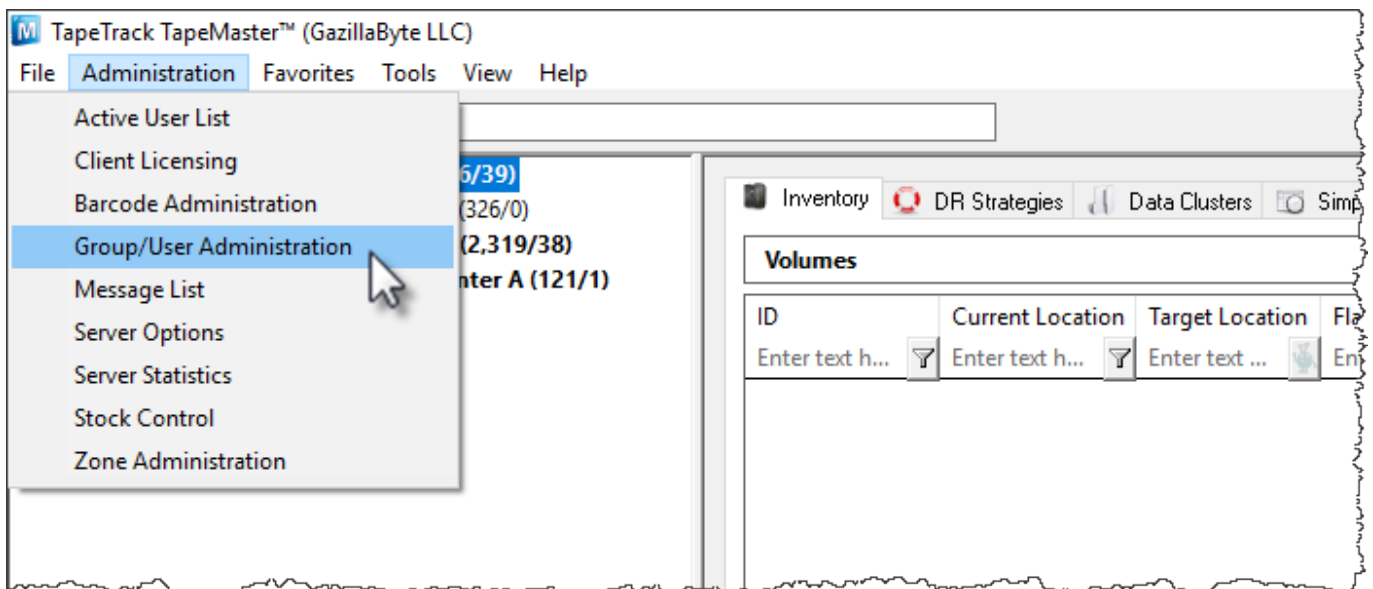 TapeTrack TapeMaster™ (GazillaByte LLC)
File Administration Favorites Tools View Help
Active User List
Client Licensing
Barcode Administration
Group/User Administration
Message List
Server Options
Server Statistics
Stock Control
Zone Administration
6/39)
(326/0)
(2,319/38)
nter A (121/1)
Inventory DR Strategies Data Clusters Simp
Volumes
ID Current Location Target Location Fla
Enter text h... Enter text h... Enter text ... En